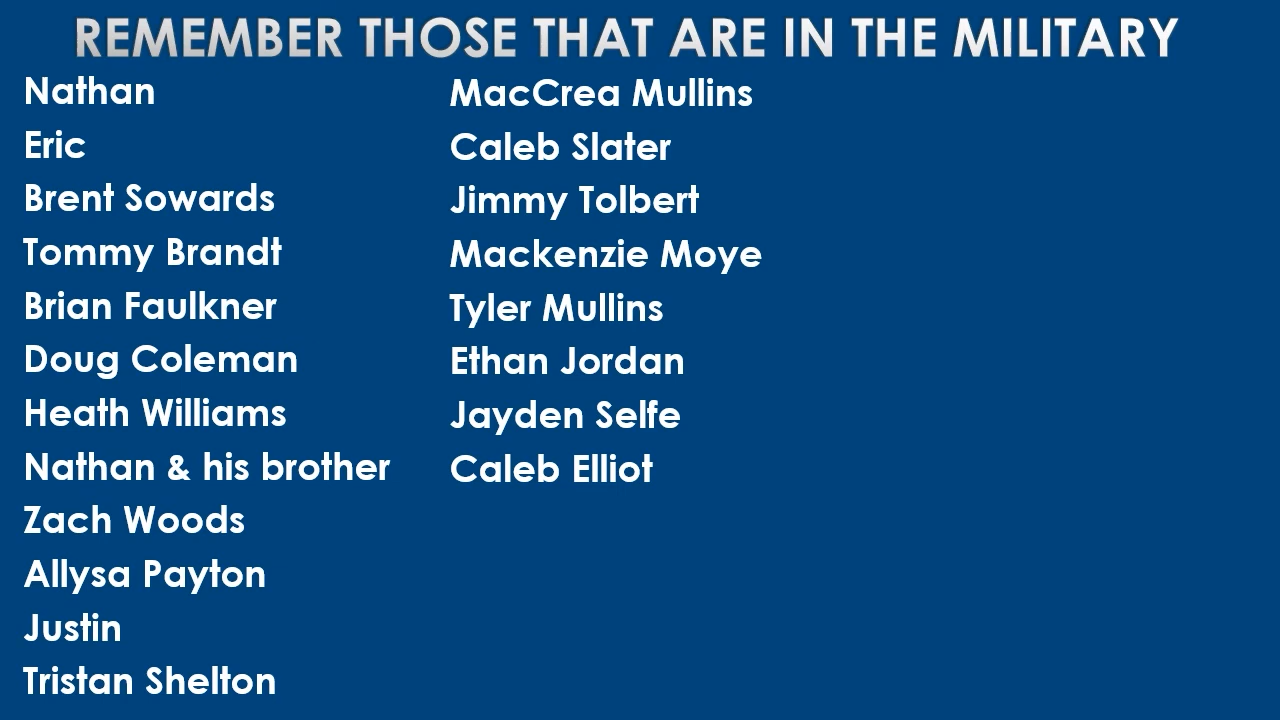 REMEMBER THOSE THAT ARE IN THE MILITARY
Nathan
Eric
Brent Sowards
Tommy Brandt
Brian Faulkner
Doug Coleman
Heath Williams
Nathan & his brother
Zach Woods
Allysa Payton
Justin
Tristan Shelton
MacCrea Mullins
Caleb Slater
Jimmy Tolbert
Mackenzie Moye
Tyler Mullins
Ethan Jordan
Jayden Selfe
Caleb Elliot